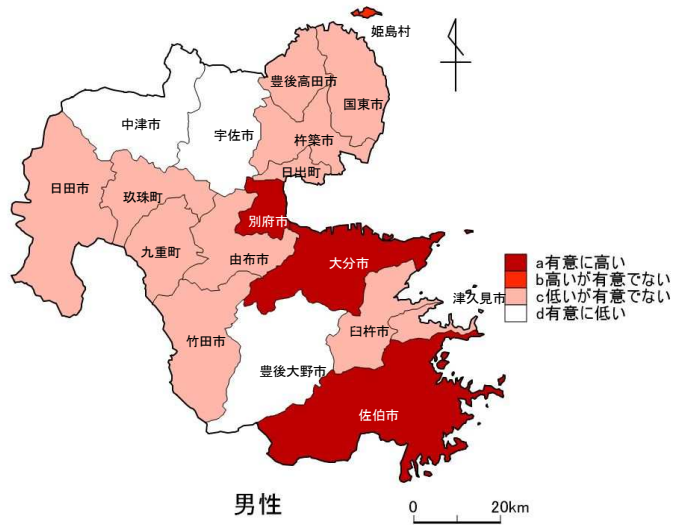 姫島村
豊後高田市
国東市
中津市
宇佐市
杵築市
日出町
日田市
玖珠町
別府市
九重町
由布市
大分市
a有意に高い
b高いが有意でない
c低いが有意でない
d有意に低い
津久見市
臼杵市
竹田市
豊後大野市
佐伯市
男性
0 20km